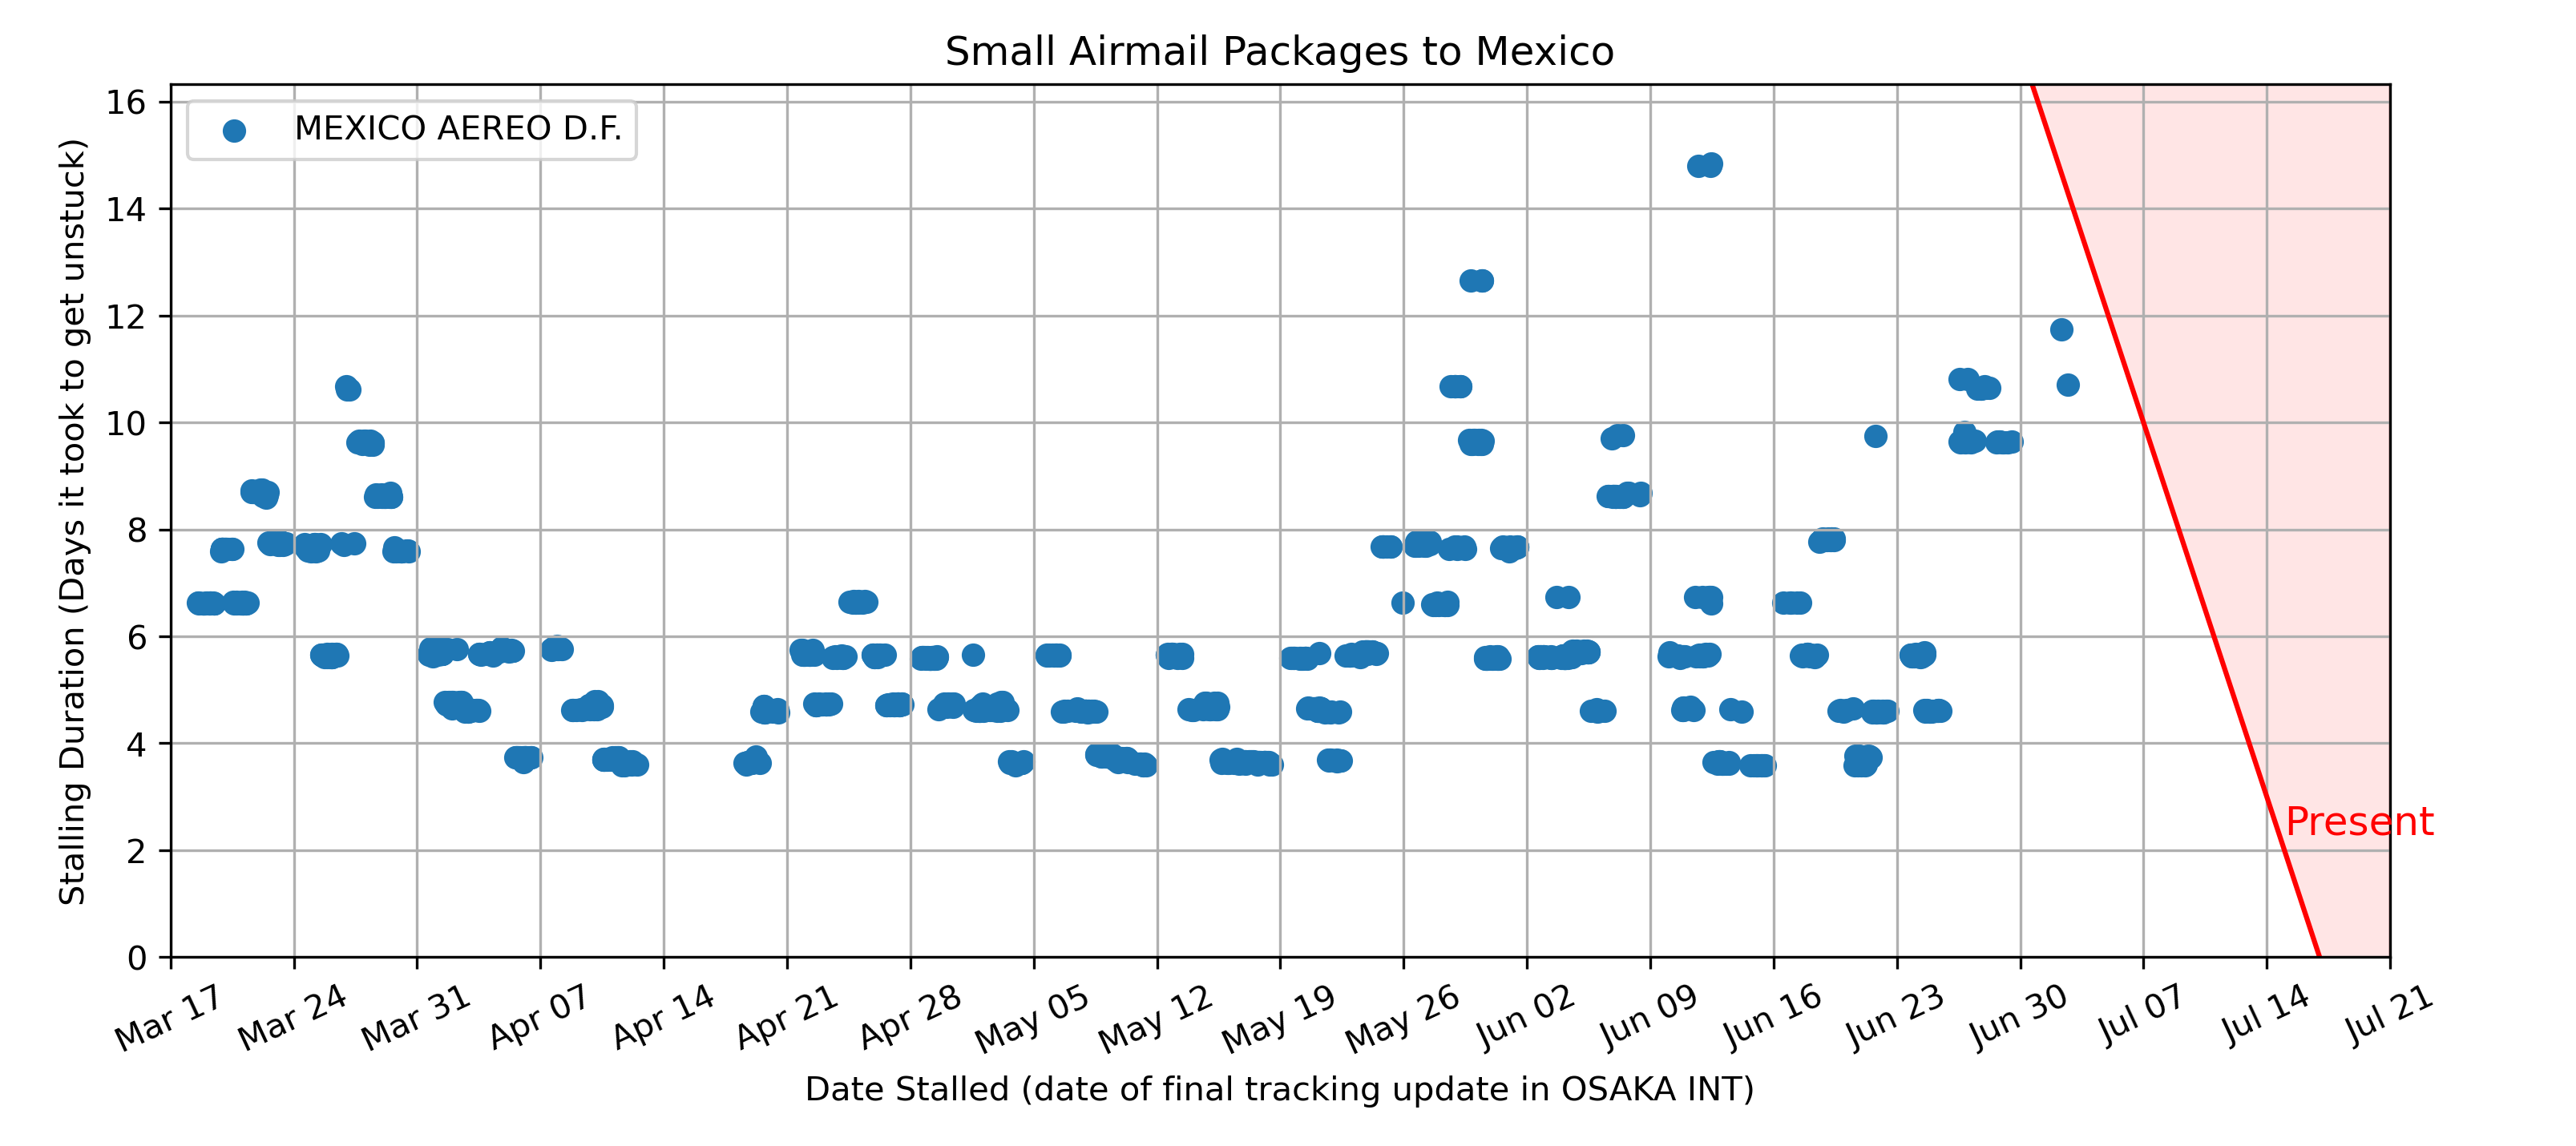 Small Airmail Packages to Mexico
MEXICO AEREO D.F.
Stalling Duration (Days it took to get unstuck)
16
14
12
10
8
6
4
2
0
Present
Mar 17
Mar 24
Mar 31
Apr 07
Apr 14
Apr 21
Apr 28
May 05
May 12
May 19
May 26
Jun 02
Jun 09
Jun 16
Jun 23
Jun 30
Jul 07
Jul 14
Jul 21
Date Stalled (date of final tracking update in OSAKA INT)